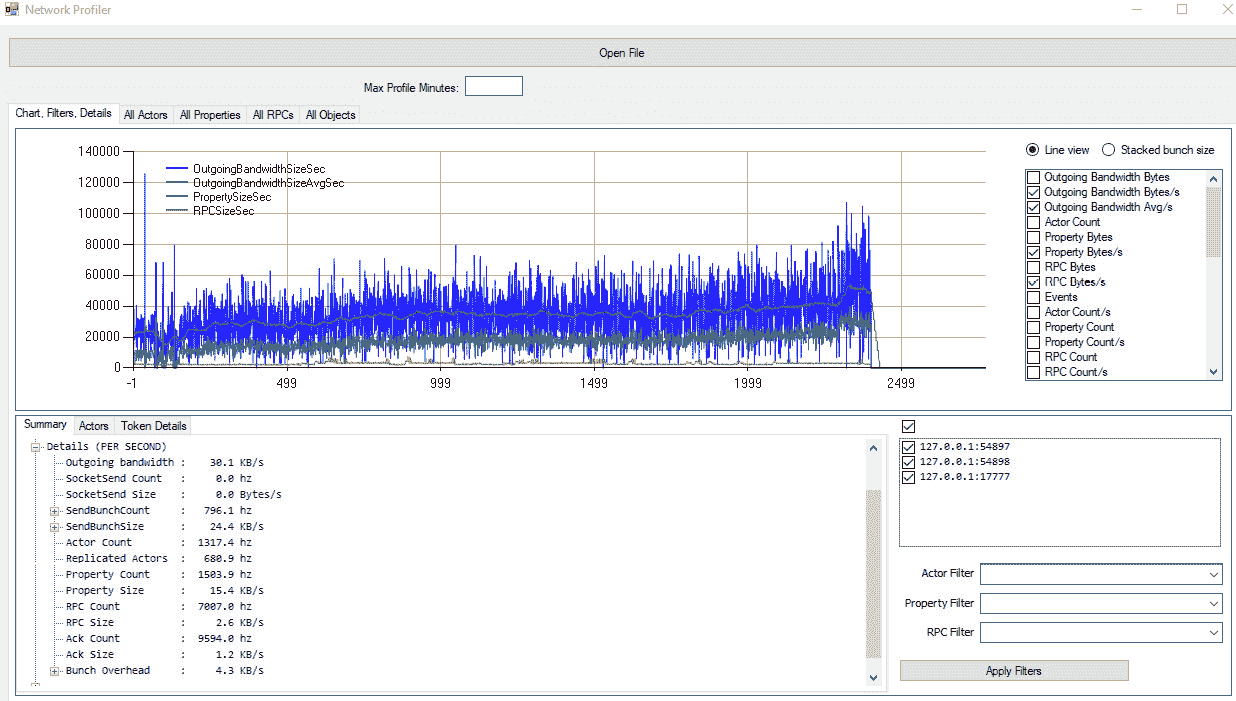 Network Profiler
Open File
Max Profile Minutes:
Chart, Filters, Details All Actors All Properties All RPCs All Objects
140000
120000
100000
80000
60000
40000
20000
0
-1 499 999 1499 1999 2499
OutgoingBandwidthSizeSec
OutgoingBandwidthSizeAvgSec
PropertySizeSec
RPCSizeSec
Line view Stacked bunch size
Outgoing Bandwidth Bytes
Outgoing Bandwidth Bytes/s
Outgoing Bandwidth Avg/s
Actor Count
Property Bytes
Property Bytes/s
RPC Bytes
RPC Bytes/s
Events
Actor Count/s
Property Count
Property Count/s
RPC Count
RPC Count/s
Summary Actors Token Details
Details (PER SECOND)
Outgoing bandwidth : 30.1 KB/s
SocketSend Count : 0.0 hz
SocketSend Size : 0.0 Bytes/s
SendBunchCount : 796.1 hz
SendBunchSize : 24.4 KB/s
Actor Count : 1317.4 hz
Replicated Actors : 680.9 hz
Property Count : 1503.9 hz
Property Size : 15.4 KB/s
RPC Count : 7007.0 hz
RPC Size : 2.6 KB/s
Ack Count : 9594.0 hz
Ack Size : 1.2 KB/s
Bunch Overhead : 4.3 KB/s
127.0.0.1:54897
127.0.0.1:54898
127.0.0.1:17777
Actor Filter
Property Filter
RPC Filter
Apply Filters